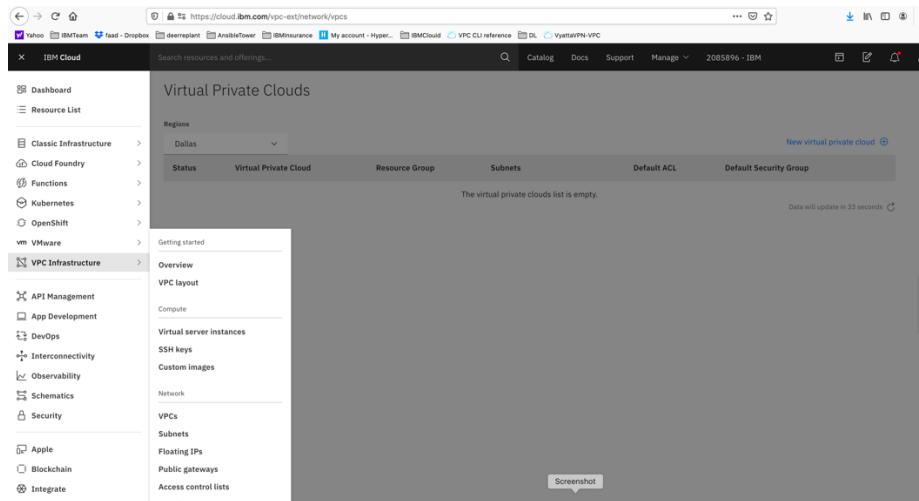 https://cloud.ibm.com/vpc-ext/network/vpcs
Yahoo IBMTeam faad - Dropbox deerreplant AnsibleTower IBMinsurance My account - Hyper... IBMClouid VPC CLI reference DL VyattaVPN-VPC
IBM Cloud Search resources and offerings... Catalog Docs Support Manage 2085896 - IBM
Dashboard
Resource List
Classic Infrastructure
Cloud Foundry
Functions
Kubernetes
OpenShift
vm VMware
VPC Infrastructure
API Management
App Development
DevOps
Interconnectivity
Observability
Schematics
Security
Apple
Blockchain
Integrate
Getting started
Overview
VPC layout
Compute
Virtual server instances
SSH keys
Custom images
Network
VPCs
Subnets
Floating IPs
Public gateways
Access control lists
Virtual Private Clouds
Regions
Dallas
New virtual private cloud
Status Virtual Private Cloud Resource Group Subnets Default ACL Default Security Group
The virtual private clouds list is empty.
Data will update in 33 seconds
Screenshot